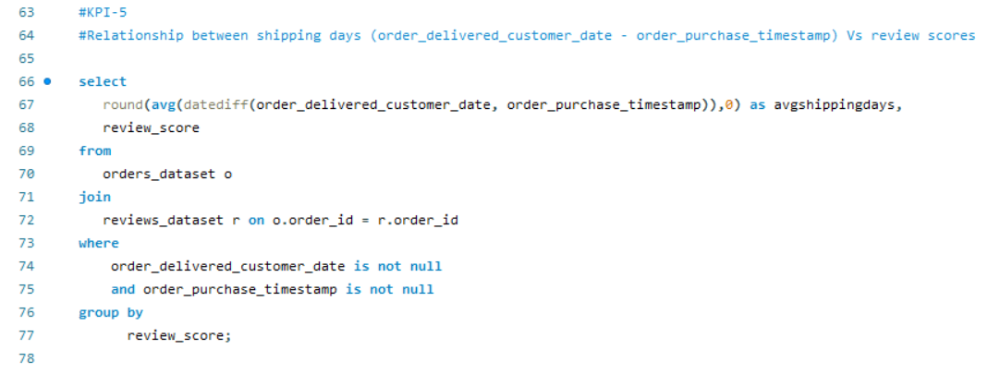 63 #KPI-5
64 #Relationship between shipping days (order_delivered_customer_date - order_purchase_timestamp) Vs review scores
65
66 select
67 round(avg(datediff(order_delivered_customer_date, order_purchase_timestamp)),0) as avgshippingdays,
68 review_score
69 from
70 orders_dataset o
71 join
72 reviews_dataset r on o.order_id = r.order_id
73 where
74 order_delivered_customer_date is not null
75 and order_purchase_timestamp is not null
76 group by
77 review_score;
78